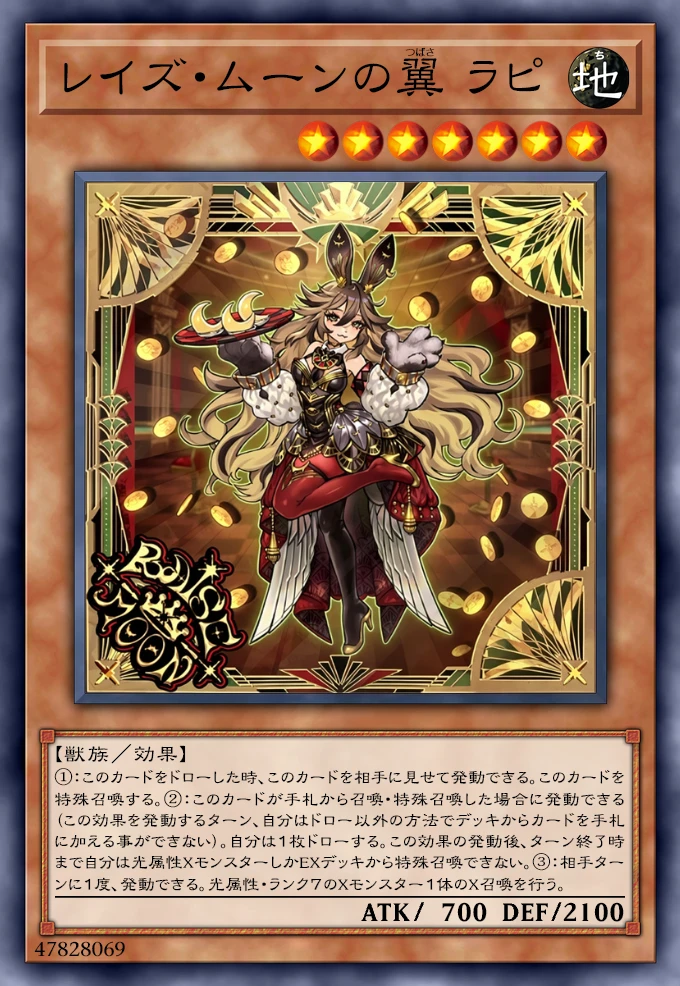 つばさ
レイズ・ムーンの翼 ラピ
ち
地
RAISE MOON
【獣族／効果】
①:このカードをドローした時、このカードを相手に見せて発動できる。このカードを
特殊召喚する。②:このカードが手札から召喚・特殊召喚した場合に発動できる
(この効果を発動するターン、自分はドロー以外の方法でデッキからカードを手札
に加える事ができない)。自分は1枚ドローする。この効果の発動後、ターン終了時
まで自分は光属性XモンスターしかEXデッキから特殊召喚できない。③:相手ター
ンに1度、発動できる。光属性・ランク7のXモンスター1体のX召喚を行う。
ATK/ 700 DEF/2100
47828069